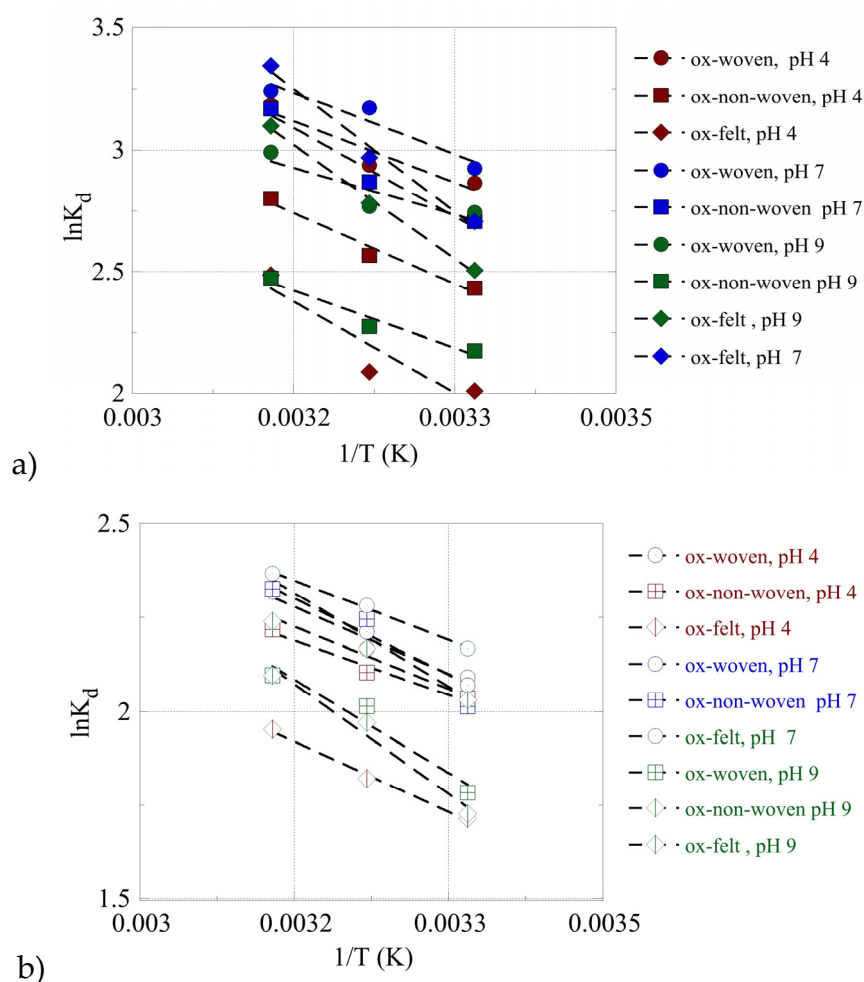 3.5
3
2.5
2
lnK_d
0.003
0.0032
0.0033
0.0035
1/T (K)
a)
ox-woven,  pH 4
ox-non-woven, pH 4
ox-felt, pH 4
ox-woven, pH 7
ox-non-woven  pH 7
ox-woven, pH 9
ox-non-woven pH 9
ox-felt , pH 9
ox-felt, pH  7
2.5
2
1.5
lnK_d
0.003
0.0032
0.0033
0.0035
1/T (K)
b)
ox-woven, pH 4
ox-non-woven, pH 4
ox-felt, pH 4
ox-woven, pH 7
ox-non-woven  pH 7
ox-felt, pH  7
ox-woven, pH 9
ox-non-woven pH 9
ox-felt , pH 9